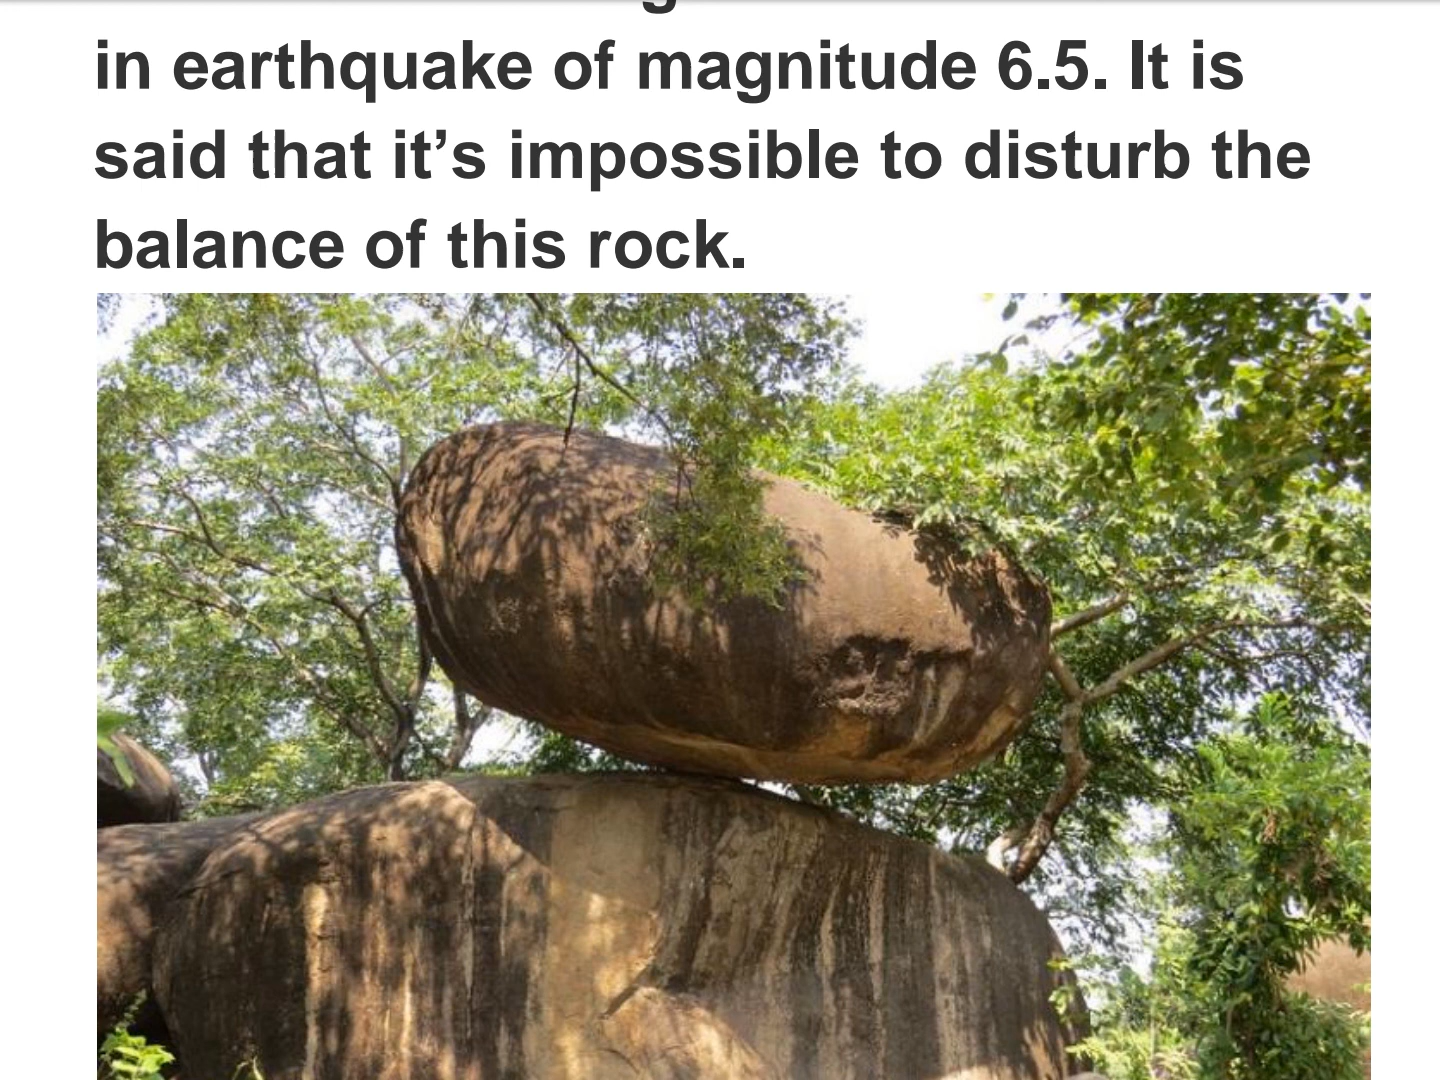 in earthquake of magnitude 6.5. It is
said that it’s impossible to disturb the
balance of this rock.